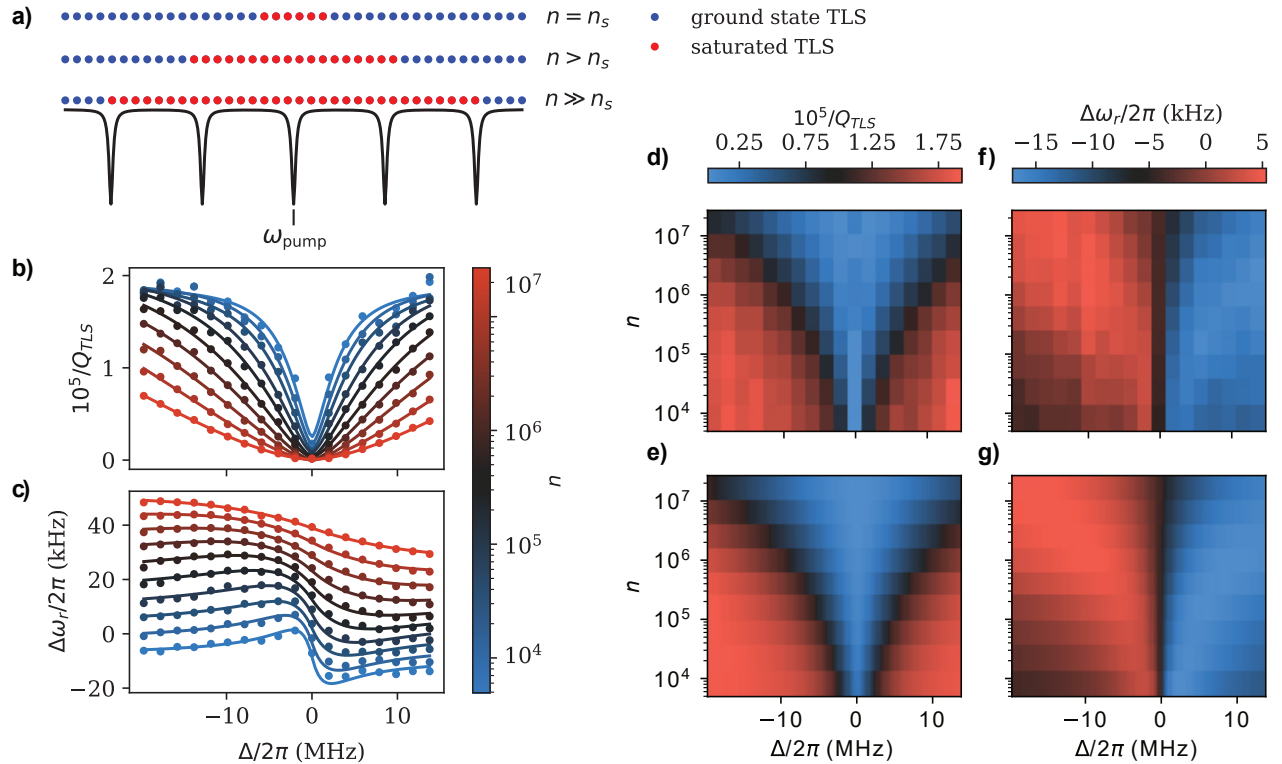 a)
n = n_s
n > n_s
n ≫ n_s
ω_pump
ground state TLS
saturated TLS
b)
2
1
0
10^5/Q_TLS
c)
40
20
0
−20
Δω_r/2π (kHz)
−10 0 10
Δ/2π (MHz)
10^7
10^6
10^5
10^4
n
d)
10^5/Q_TLS
0.25 0.75 1.25 1.75
10^7
10^6
10^5
10^4
n
e)
10^7
10^6
10^5
10^4
n
−10 0 10
Δ/2π (MHz)
f)
Δω_r/2π (kHz)
−15 −10 −5 0 5
g)
−10 0 10
Δ/2π (MHz)